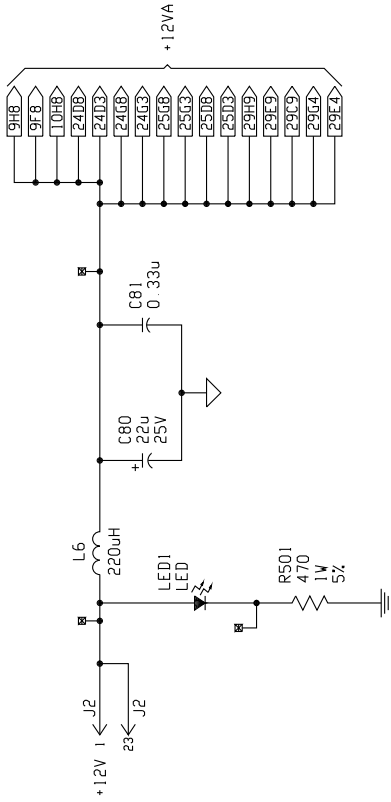 +12VA
9H8
9F8
10H8
24D8
24D3
24G8
24G3
25G8
25G3
25D8
25D3
29H9
29E9
29C9
29G4
29E4
C81
0.33u
C80
22u
25V
+
L6
220uH
LED1
LED
R501
470
1W
5%
J2
+12V 1
J2
23